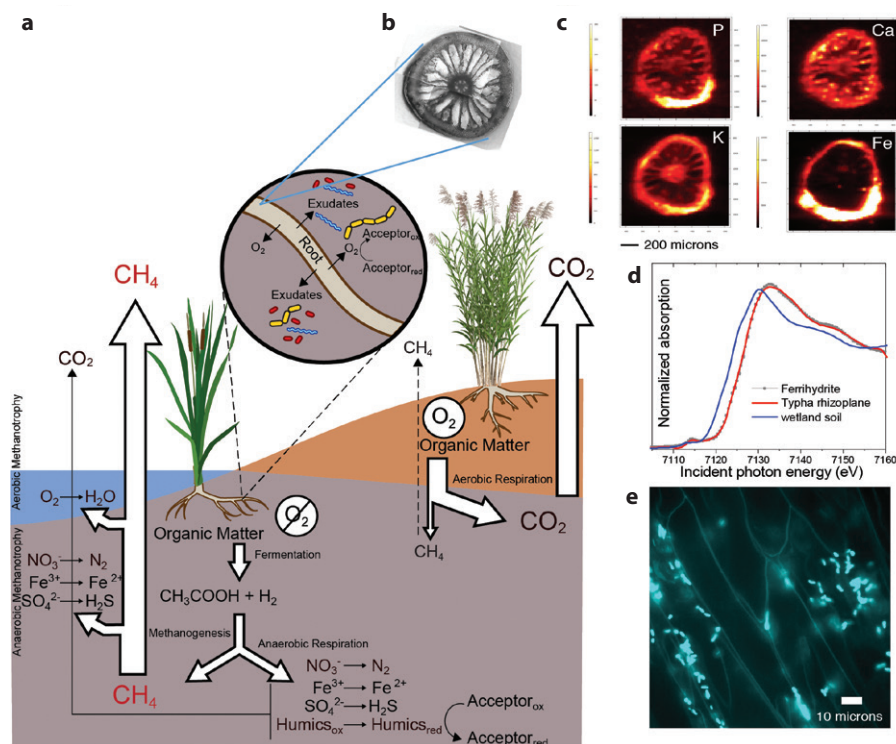 a
b
c
P
Ca
K
Fe
200 microns
Exudates
O₂
Root
O₂
Acceptorox
Acceptorred
Exudates
CH₄
CO₂
CO₂
CH₄
O₂
Organic Matter
Aerobic Respiration
CO₂
CH₄
Aerobic Methanotrophy
O₂→H₂O
Anaerobic Methanotrophy
NO₃⁻→N₂
Fe³⁺→Fe²⁺
SO₄²⁻→H₂S
Organic Matter
O₂
Fermentation
CH₃COOH + H₂
Methanogenesis
Anaerobic Respiration
CH₄
NO₃⁻→N₂
Fe³⁺→Fe²⁺
SO₄²⁻→H₂S
Humicsox→Humicsred
Acceptorox
Acceptorred
d
Normalized absorption
Ferrihydrite
Typha rhizoplane
wetland soil
7110 7120 7130 7140 7150 7160
Incident photon energy (eV)
e
10 microns